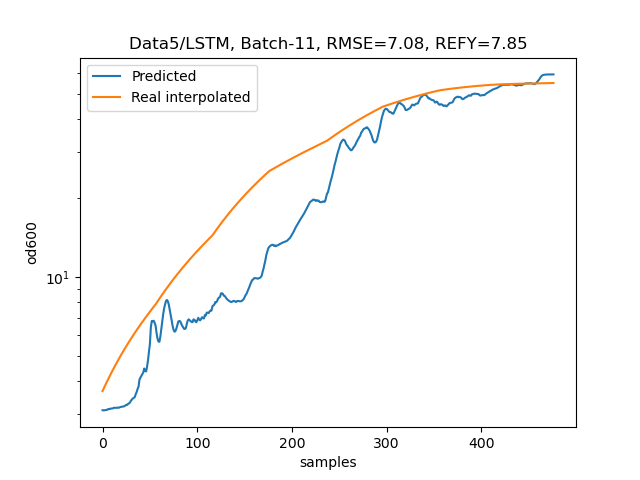 Data5/LSTM, Batch-11, RMSE=7.08, REFY=7.85
Predicted
Real interpolated
od600
10¹
0 100 200 300 400
samples